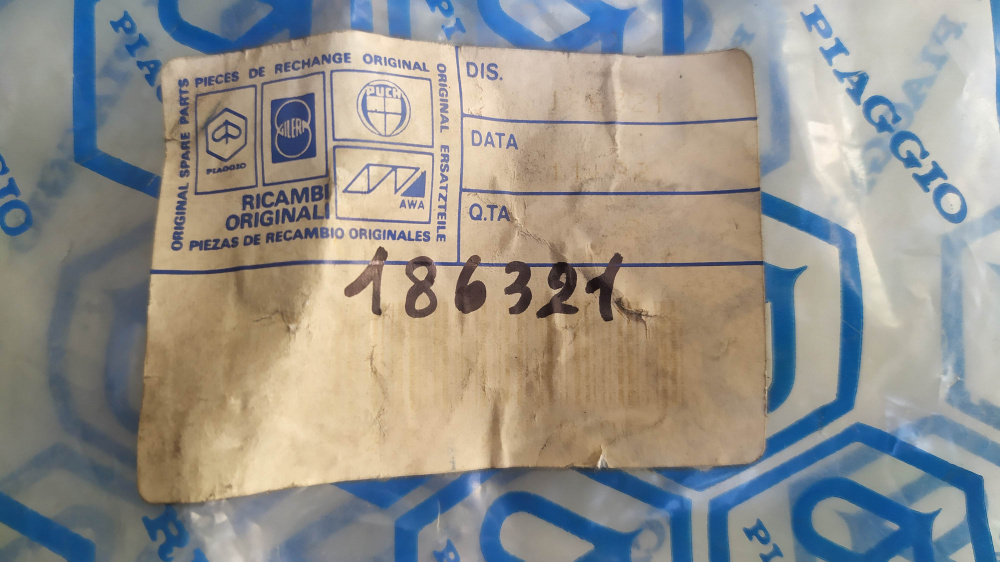 PIECES DE RECHANGE ORIGINAL
ORIGINAL SPARE PARTS
ORIGINAL ERSATZTEILE
PIAGGIO
GILERA
PUCH
AWA
RICAMBI
ORIGINALI
PIEZAS DE RECAMBIO ORIGINALES
DIS.
DATA
Q.TA
186321
PIAGGIO